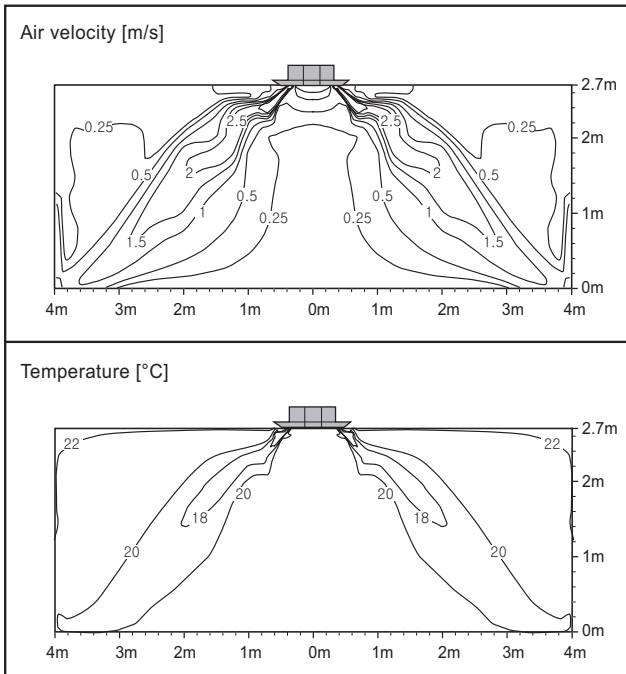 Air velocity [m/s]
2.7m
0.25 2.5 2.5 0.25
2m
0.5 2 2 0.5
0.5 1 1 0.5
0.25 0.25
1m
1.5 1.5
0m
4m 3m 2m 1m 0m 1m 2m 3m 4m
Temperature [°C]
2.7m
22 22
2m
20 20
18 18
20 20
1m
0m
4m 3m 2m 1m 0m 1m 2m 3m 4m